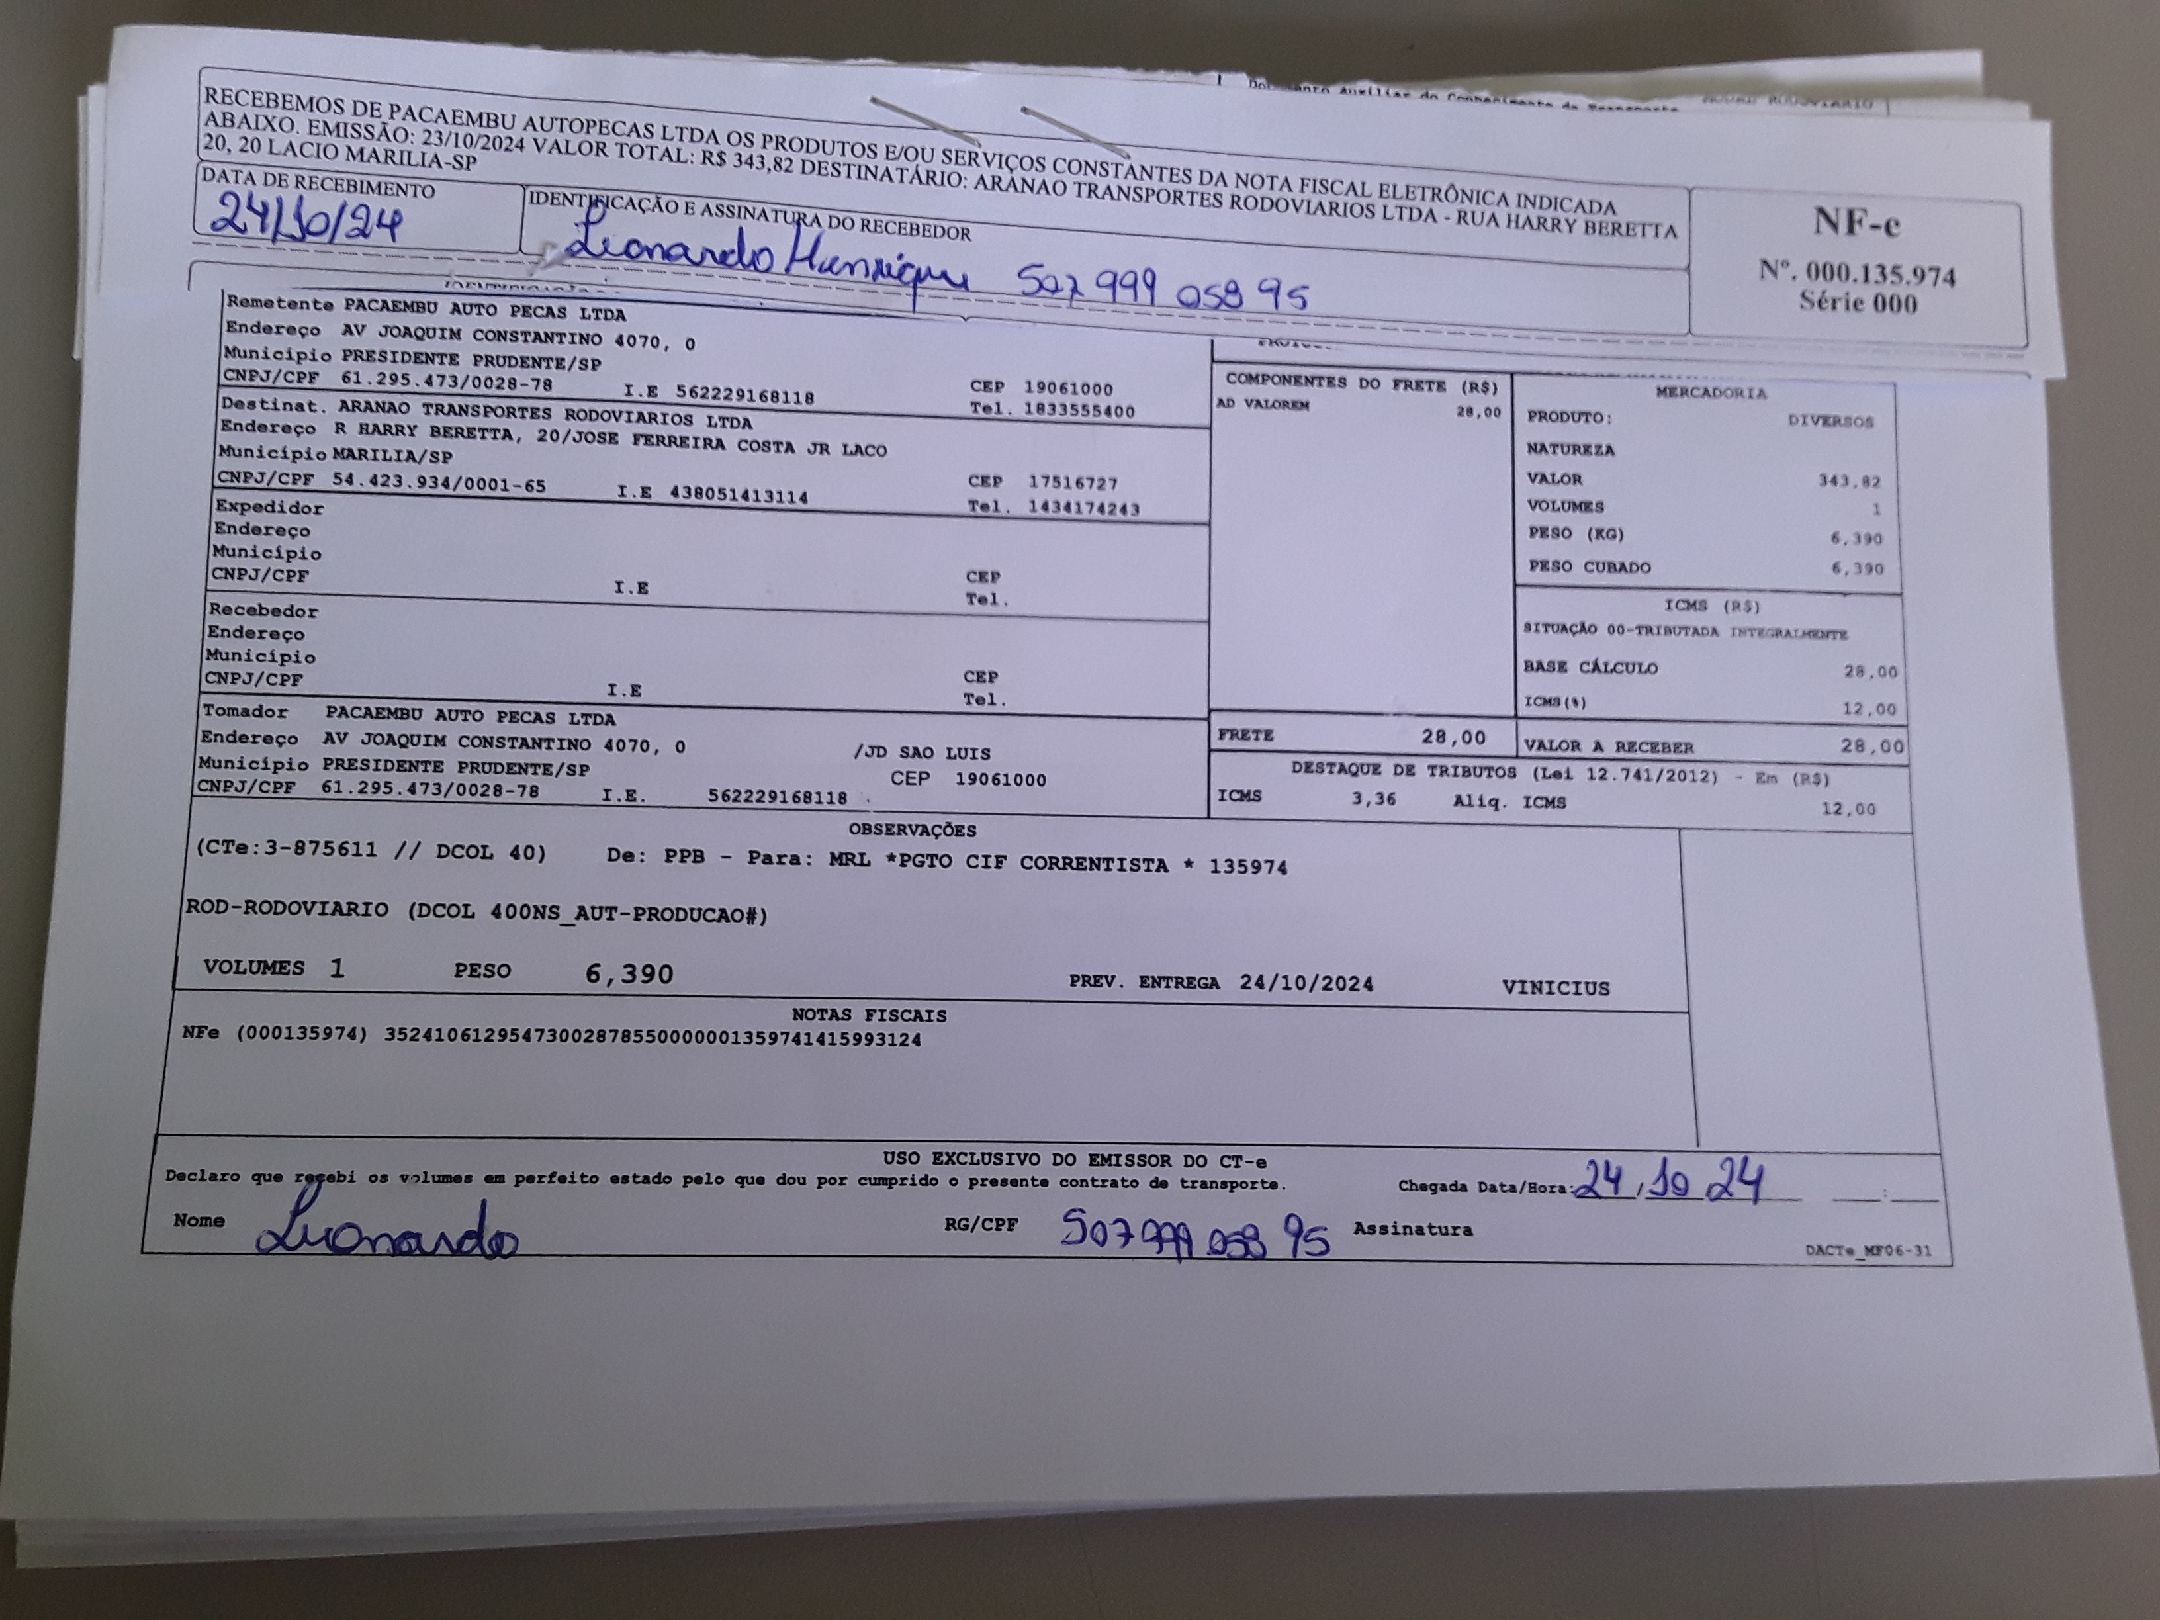 Documento Auxiliar do Conhecimento de Transporte
RECEBEMOS DE PACAEMBU AUTOPECAS LTDA OS PRODUTOS E/OU SERVIÇOS CONSTANTES DA NOTA FISCAL ELETRÔNICA INDICADA
ABAIXO. EMISSÃO: 23/10/2024 VALOR TOTAL: R$ 343,82 DESTINATÁRIO: ARANAO TRANSPORTES RODOVIARIOS LTDA - RUA HARRY BERETTA
20, 20 LACIO MARILIA-SP
DATA DE RECEBIMENTO
24/10/24
IDENTIFICAÇÃO E ASSINATURA DO RECEBEDOR
Leonardo Henrique 507 999 058 95
NF-e
Nº. 000.135.974
Série 000
Remetente PACAEMBU AUTO PECAS LTDA
Endereço AV JOAQUIM CONSTANTINO 4070, 0
Município PRESIDENTE PRUDENTE/SP
CNPJ/CPF 61.295.473/0028-78 I.E 562229168118
CEP 19061000
Tel. 1833555400
Destinat. ARANAO TRANSPORTES RODOVIARIOS LTDA
Endereço R HARRY BERETTA, 20/JOSE FERREIRA COSTA JR LACO
Município MARILIA/SP
CNPJ/CPF 54.423.934/0001-65 I.E 438051413114
CEP 17516727
Tel. 1434174243
Expedidor
Endereço
Município
CNPJ/CPF I.E
CEP
Tel.
Recebedor
Endereço
Município
CNPJ/CPF I.E
CEP
Tel.
Tomador PACAEMBU AUTO PECAS LTDA
Endereço AV JOAQUIM CONSTANTINO 4070, 0 /JD SAO LUIS
Município PRESIDENTE PRUDENTE/SP CEP 19061000
CNPJ/CPF 61.295.473/0028-78 I.E. 562229168118
COMPONENTES DO FRETE (R$)
AD VALOREM 28,00
FRETE 28,00
MERCADORIA
PRODUTO: DIVERSOS
NATUREZA
VALOR 343,82
VOLUMES 1
PESO (KG) 6,390
PESO CUBADO 6,390
ICMS (R$)
SITUAÇÃO 00-TRIBUTADA INTEGRALMENTE
BASE CÁLCULO 28,00
ICMS(%) 12,00
VALOR A RECEBER 28,00
DESTAQUE DE TRIBUTOS (Lei 12.741/2012) - Em (R$)
ICMS 3,36 Aliq. ICMS 12,00
OBSERVAÇÕES
(CTe:3-875611 // DCOL 40) De: PPB - Para: MRL *PGTO CIF CORRENTISTA * 135974
ROD-RODOVIARIO (DCOL 400NS_AUT-PRODUCAO#)
VOLUMES 1 PESO 6,390 PREV. ENTREGA 24/10/2024 VINICIUS
NOTAS FISCAIS
NFe (000135974) 35241061295473002878550000001359741415993124
USO EXCLUSIVO DO EMISSOR DO CT-e
Declaro que recebi os volumes em perfeito estado pelo que dou por cumprido o presente contrato de transporte.
Chegada Data/Hora: 24/10 24 __:__
Nome Leonardo RG/CPF 507 999 058 95 Assinatura
DACTe_MF06-31